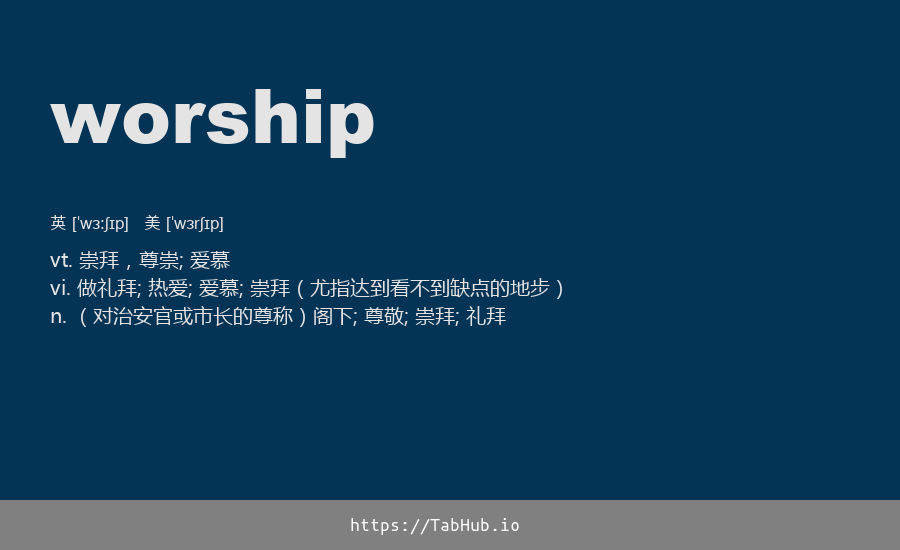 worship
英 [ˈwɜːʃɪp] 美 [ˈwɜrʃɪp]
vt. 崇拜，尊崇; 爱慕
vi. 做礼拜; 热爱; 爱慕; 崇拜（尤指达到看不到缺点的地步）
n. （对治安官或市长的尊称）阁下; 尊敬; 崇拜; 礼拜
https://TabHub.io